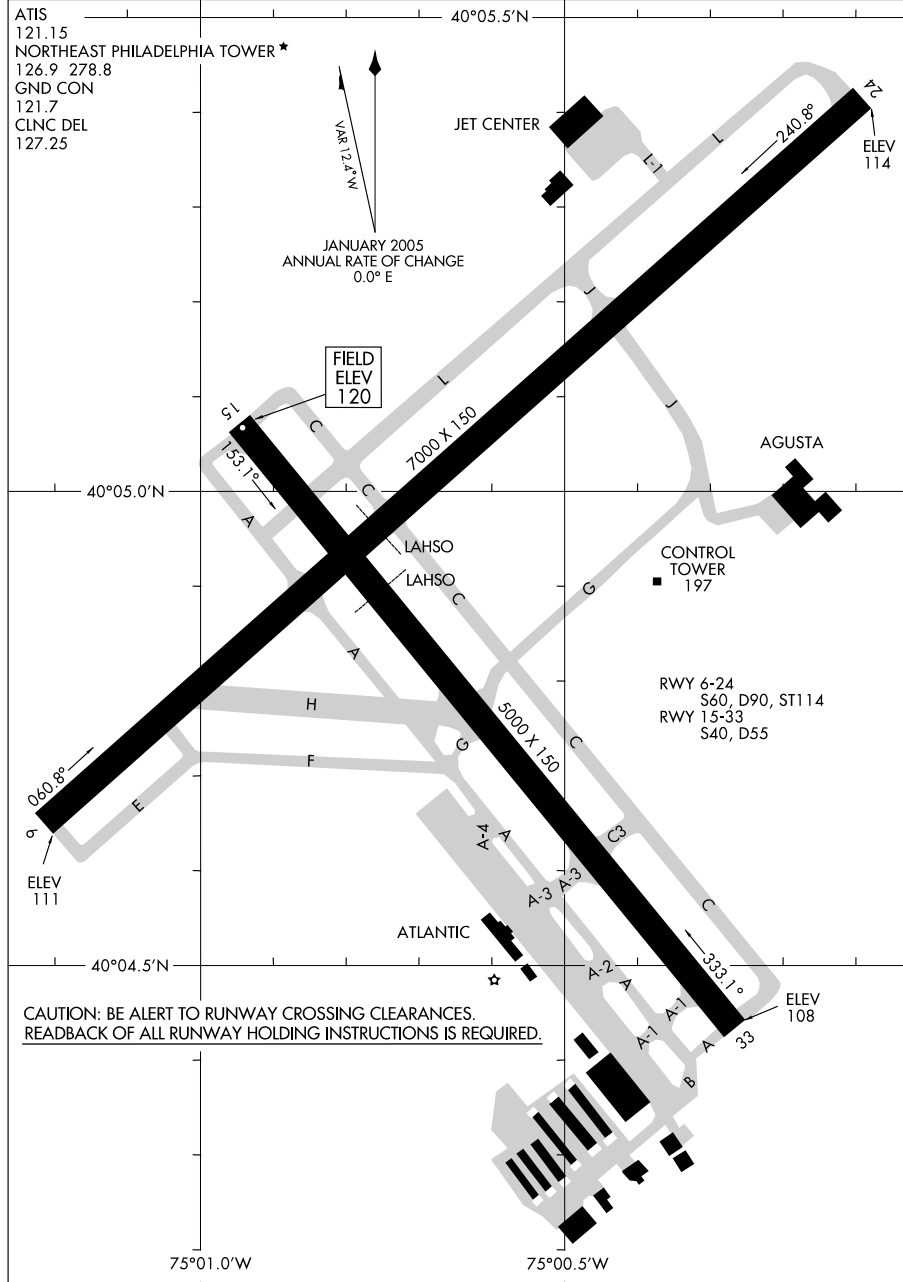 ATIS
121.15
NORTHEAST PHILADELPHIA TOWER
126.9 278.8
GND CON
121.7
CLNC DEL
127.25
40°05.5'N
VAR 12.4°W
JANUARY 2005
ANNUAL RATE OF CHANGE
0.0° E
JET CENTER
L-1
L
240.8°
24
ELEV
114
J
FIELD
ELEV
120
L
J
15
C
153.1°
7000 X 150
AGUSTA
40°05.0'N
C
A
LAHSO
LAHSO
CONTROL
TOWER
197
C
G
A
RWY 6-24
S60, D90, ST114
RWY 15-33
S40, D55
H
5000 X 150
G
C
F
060.8°
E
6
A-4
A
C3
ELEV
111
A-3
A-3
C
ATLANTIC
40°04.5'N
A-2
A
333.1°
ELEV
108
CAUTION: BE ALERT TO RUNWAY CROSSING CLEARANCES.
READBACK OF ALL RUNWAY HOLDING INSTRUCTIONS IS REQUIRED.
A-1
A-1
A
33
B
75°01.0'W
75°00.5'W